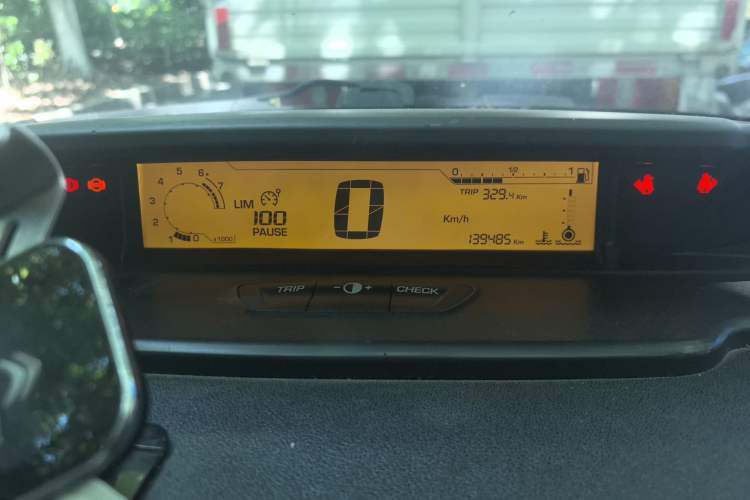 5 6 7
4
3
2
1 0 x1000
LIM
100
PAUSE
0
Km/h
0 1/2 1
TRIP 329.4 Km
139485 Km
TRIP - + CHECK